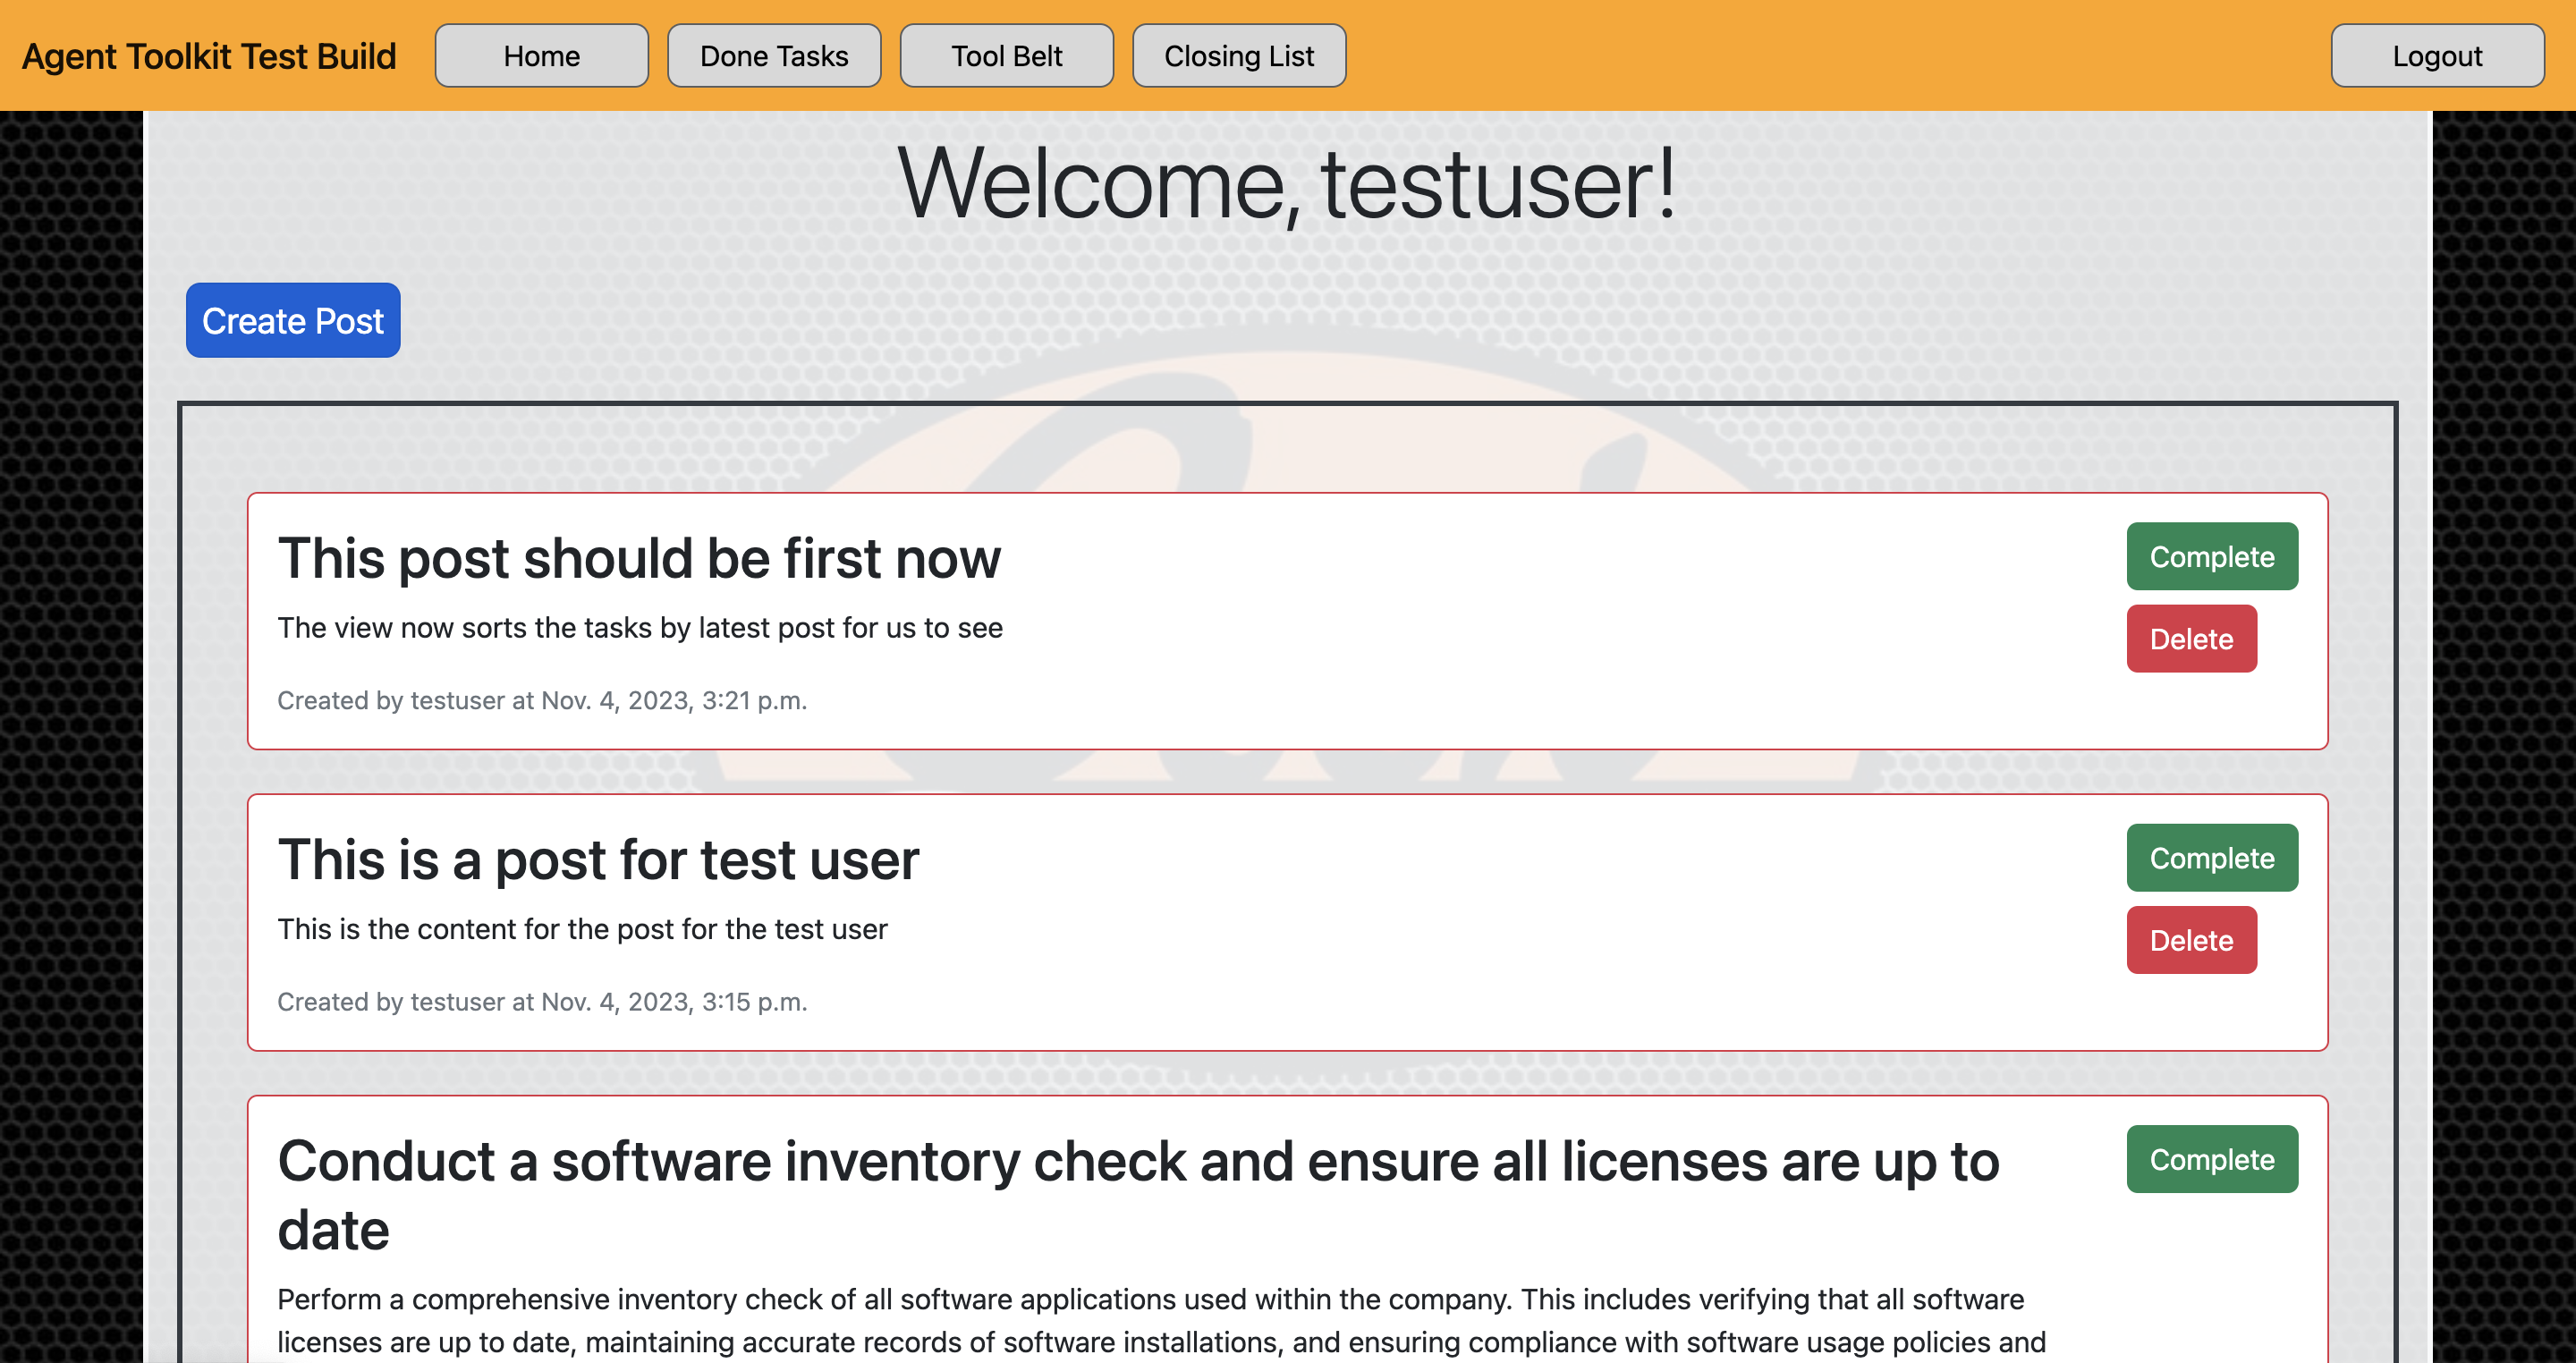 Agent Toolkit Test Build
Home
Done Tasks
Tool Belt
Closing List
Logout
Welcome, testuser!
Create Post
This post should be first now
Complete
The view now sorts the tasks by latest post for us to see
Delete
Created by testuser at Nov. 4, 2023, 3:21 p.m.
This is a post for test user
Complete
This is the content for the post for the test user
Delete
Created by testuser at Nov. 4, 2023, 3:15 p.m.
Conduct a software inventory check and ensure all licenses are up to
date
Complete
Perform a comprehensive inventory check of all software applications used within the company. This includes verifying that all software
licenses are up to date, maintaining accurate records of software installations, and ensuring compliance with software usage policies and